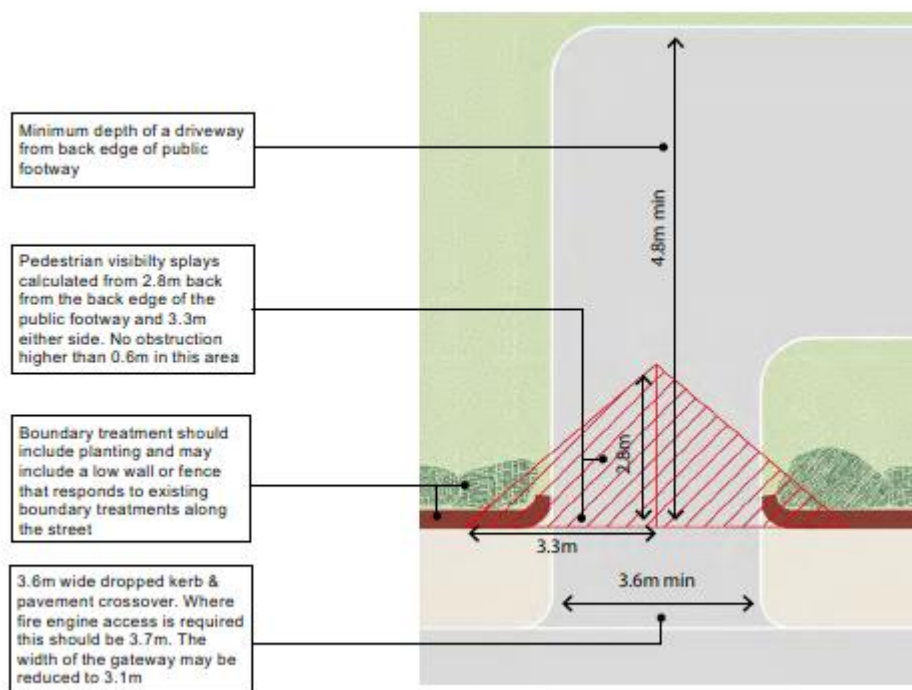 Minimum depth of a driveway
from back edge of public
footway
Pedestrian visibilty splays
calculated from 2.8m back
from the back edge of the
public footway and 3.3m
either side. No obstruction
higher than 0.6m in this area
Boundary treatment should
include planting and may
include a low wall or fence
that responds to existing
boundary treatments along
the street
3.6m wide dropped kerb &
pavement crossover. Where
fire engine access is required
this should be 3.7m. The
width of the gateway may be
reduced to 3.1m
4.8m min
2.8m
3.3m
3.6m min